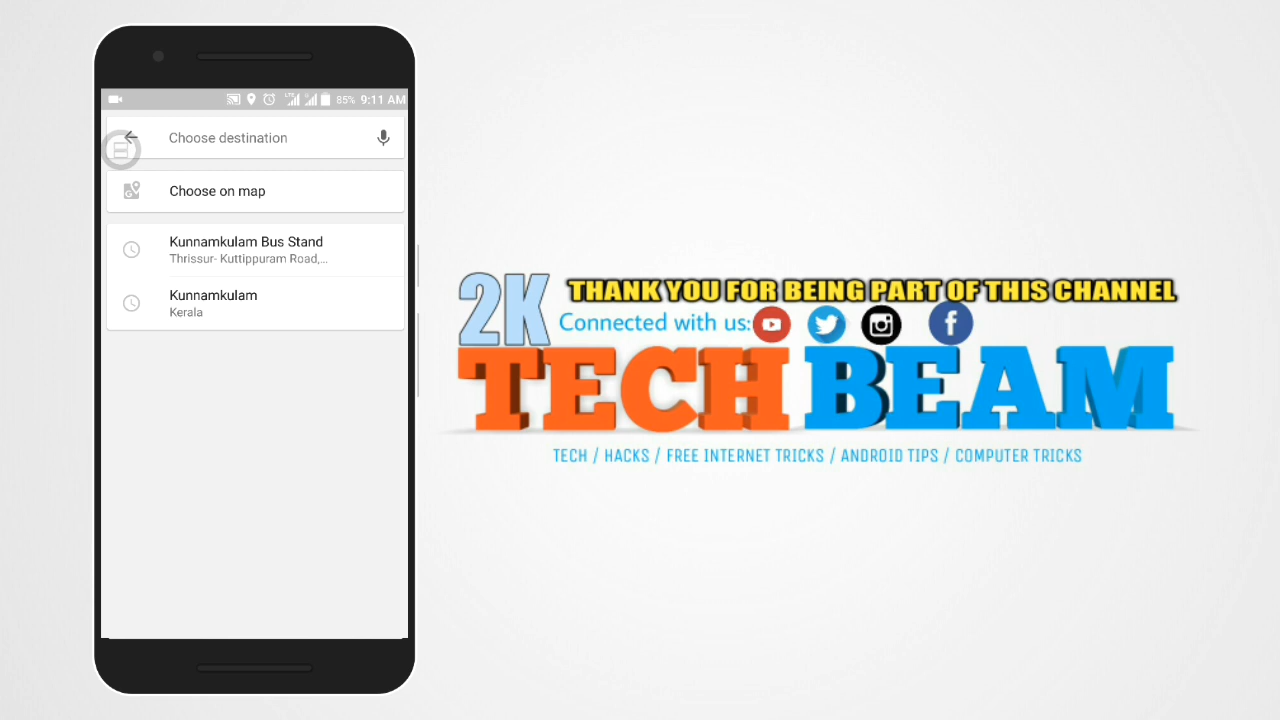 LTE 85% 9:11 AM
Choose destination
Choose on map
Kunnamkulam Bus Stand
Thrissur- Kuttippuram Road,...
Kunnamkulam
Kerala
2K
THANK YOU FOR BEING PART OF THIS CHANNEL
Connected with us:
TECH BEAM
TECH / HACKS / FREE INTERNET TRICKS / ANDROID TIPS / COMPUTER TRICKS